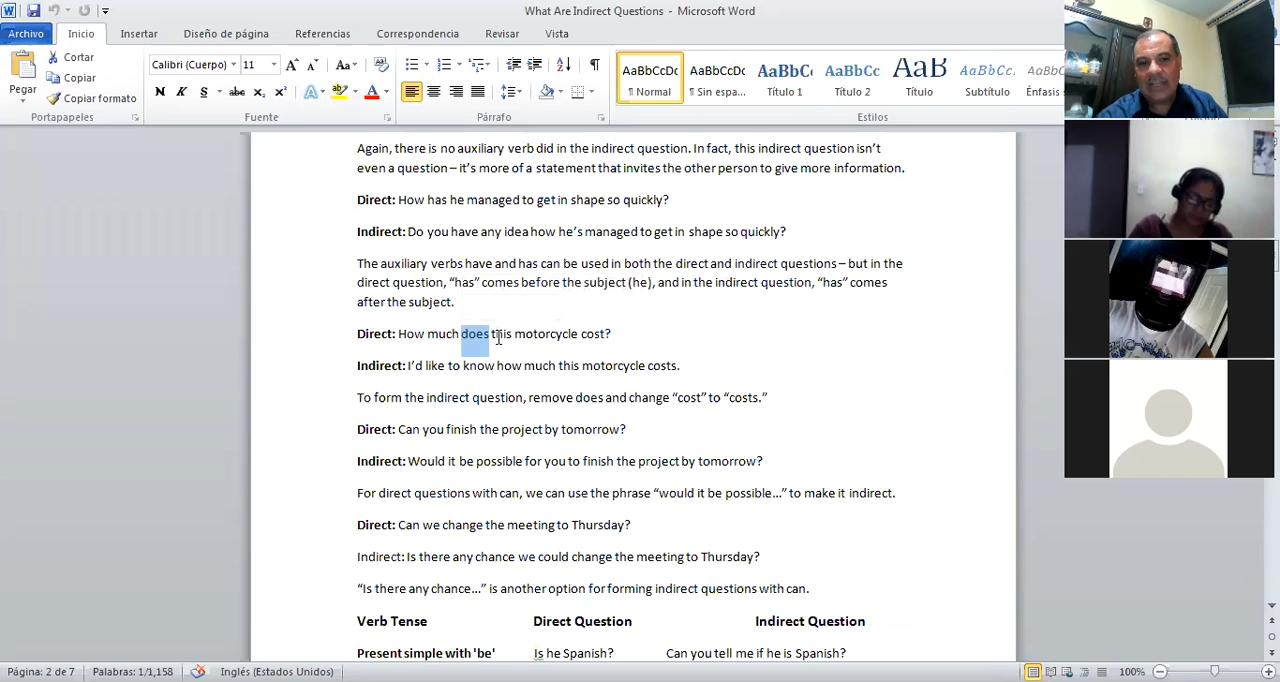 What Are Indirect Questions - Microsoft Word
Archivo Inicio Insertar Diseño de página Referencias Correspondencia Revisar Vista
Pegar
Cortar
Copiar
Copiar formato
Portapapeles
Calibri (Cuerpo) 11
Fuente
Párrafo
AaBbCcDc AaBbCcDc AaBbC AaBbCc AaB AaBbCc. AaBbC
¶ Normal ¶ Sin espa... Título 1 Título 2 Título Subtítulo Énfasis
Estilos
Again, there is no auxiliary verb did in the indirect question. In fact, this indirect question isn’t
even a question – it’s more of a statement that invites the other person to give more information.
Direct: How has he managed to get in shape so quickly?
Indirect: Do you have any idea how he’s managed to get in shape so quickly?
The auxiliary verbs have and has can be used in both the direct and indirect questions – but in the
direct question, “has” comes before the subject (he), and in the indirect question, “has” comes
after the subject.
Direct: How much does this motorcycle cost?
Indirect: I’d like to know how much this motorcycle costs.
To form the indirect question, remove does and change “cost” to “costs.”
Direct: Can you finish the project by tomorrow?
Indirect: Would it be possible for you to finish the project by tomorrow?
For direct questions with can, we can use the phrase “would it be possible…” to make it indirect.
Direct: Can we change the meeting to Thursday?
Indirect: Is there any chance we could change the meeting to Thursday?
“Is there any chance…” is another option for forming indirect questions with can.
Verb Tense Direct Question Indirect Question
Present simple with 'be' Is he Spanish? Can you tell me if he is Spanish?
Página: 2 de 7 Palabras: 1/1,158 Inglés (Estados Unidos) 100%